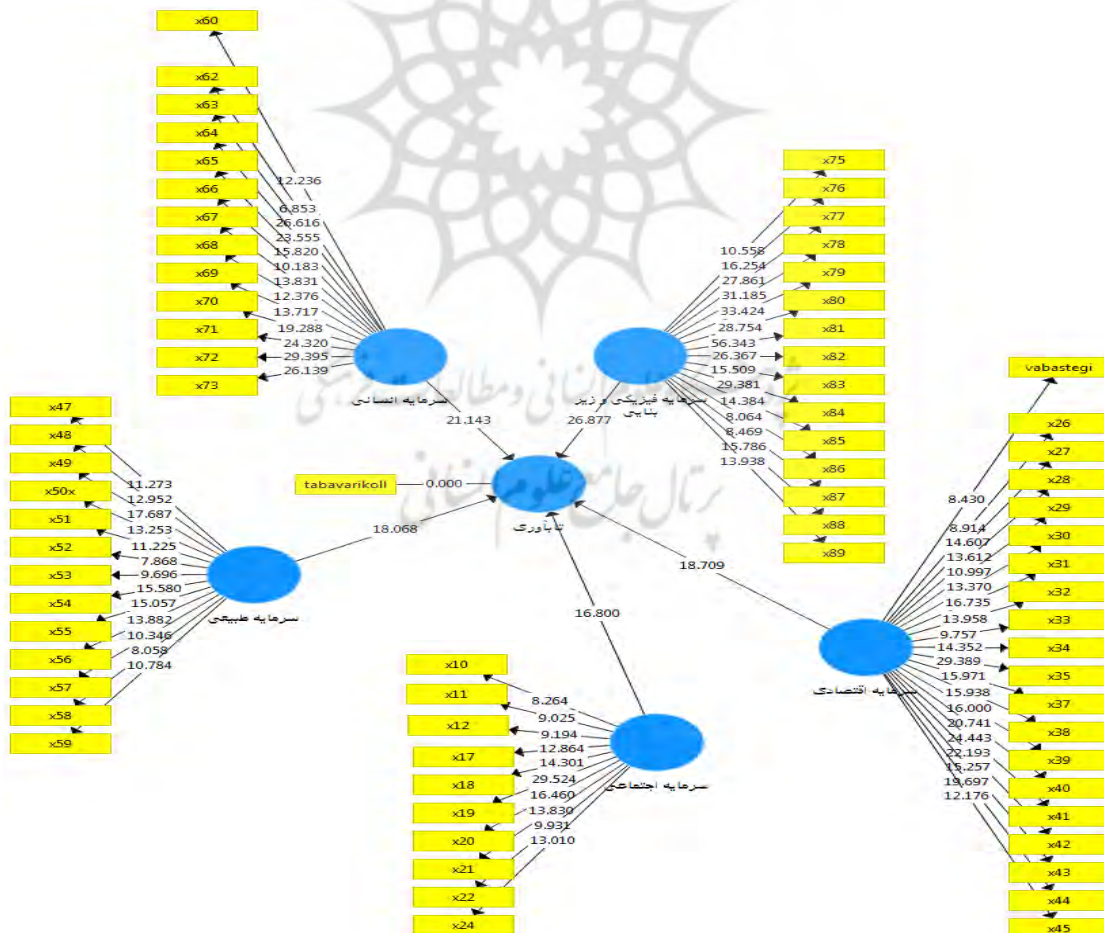 x60
x62
x63
x64
x65
x66
x67
x68
x69
x70
x71
x72
x73
12.236
6.853
26.616
23.555
15.820
10.183
13.831
12.376
13.717
19.288
24.320
29.395
26.139
سرمایه انسانی
21.143
x75
x76
x77
x78
x79
x80
x81
x82
x83
x84
x85
x86
x87
x88
x89
10.558
16.254
27.861
31.185
33.424
28.754
56.343
26.367
15.509
29.381
14.384
8.064
8.469
15.786
13.938
سرمایه فیزیکی و زیر
بنایی
26.877
x47
x48
x49
x50x
x51
x52
x53
x54
x55
x56
x57
x58
x59
11.273
12.952
17.687
13.253
11.225
7.868
9.696
15.580
15.057
13.882
10.346
8.058
10.784
سرمایه طبیعی
18.068
tabavarikoll
0.000
تابآوری
پرتال جامع علوم انسانی
x10
x11
x12
x17
x18
x19
x20
x21
x22
x24
8.264
9.025
9.194
12.864
14.301
29.524
16.460
13.830
9.931
13.010
سرمایه اجتماعی
16.800
vabastegi
x26
x27
x28
x29
x30
x31
x32
x33
x34
x35
x37
x38
x39
x40
x41
x42
x43
x44
x45
8.430
8.914
14.607
13.612
10.997
13.370
16.735
13.958
9.757
14.352
29.389
15.971
15.938
16.000
20.741
24.443
22.193
15.257
19.697
12.176
سرمایه اقتصادی
18.709